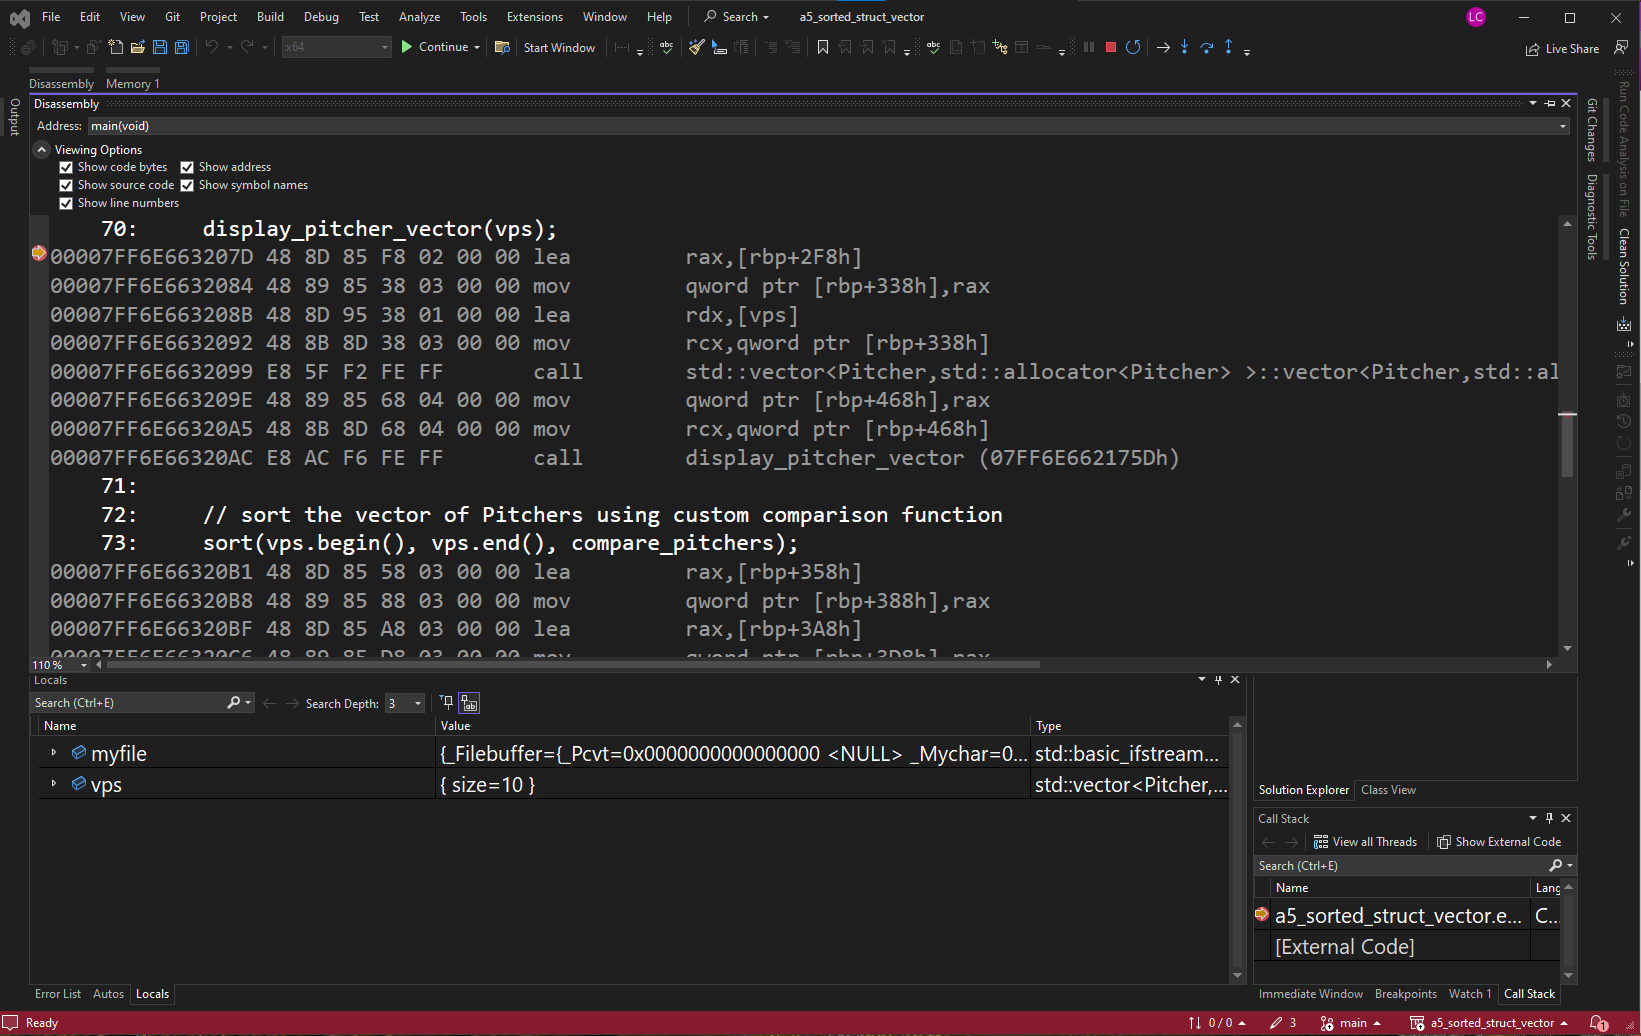 File Edit View Git Project Build Debug Test Analyze Tools Extensions Window Help Search a5_sorted_struct_vector LC
x64 Continue Start Window Live Share
Disassembly Memory 1
Output
Disassembly
Address: main(void)
Viewing Options
Show code bytes Show address
Show source code Show symbol names
Show line numbers
70: display_pitcher_vector(vps);
00007FF6E663207D 48 8D 85 F8 02 00 00 lea rax,[rbp+2F8h]
00007FF6E6632084 48 89 85 38 03 00 00 mov qword ptr [rbp+338h],rax
00007FF6E663208B 48 8D 95 38 01 00 00 lea rdx,[vps]
00007FF6E6632092 48 8B 8D 38 03 00 00 mov rcx,qword ptr [rbp+338h]
00007FF6E6632099 E8 5F F2 FE FF call std::vector<Pitcher,std::allocator<Pitcher> >::vector<Pitcher,std::al
00007FF6E663209E 48 89 85 68 04 00 00 mov qword ptr [rbp+468h],rax
00007FF6E66320A5 48 8B 8D 68 04 00 00 mov rcx,qword ptr [rbp+468h]
00007FF6E66320AC E8 AC F6 FE FF call display_pitcher_vector (07FF6E662175Dh)
71:
72: // sort the vector of Pitchers using custom comparison function
73: sort(vps.begin(), vps.end(), compare_pitchers);
00007FF6E66320B1 48 8D 85 58 03 00 00 lea rax,[rbp+358h]
00007FF6E66320B8 48 89 85 88 03 00 00 mov qword ptr [rbp+388h],rax
00007FF6E66320BF 48 8D 85 A8 03 00 00 lea rax,[rbp+3A8h]
00007FF6E66320C6 48 89 85 D8 03 00 00 mov qword ptr [rbp+3D8h],rax
110 %
Git Changes
Diagnostic Tools
Run Code Analysis on File
Clean Solution
Locals
Search (Ctrl+E) Search Depth: 3
Name Value Type
myfile {_Filebuffer={_Pcvt=0x0000000000000000 <NULL> _Mychar=0... std::basic_ifstream...
vps { size=10 } std::vector<Pitcher,...
Error List Autos Locals
Solution Explorer Class View
Call Stack
View all Threads Show External Code
Search (Ctrl+E)
Name Lang
a5_sorted_struct_vector.e... C...
[External Code]
Immediate Window Breakpoints Watch 1 Call Stack
Ready 0 / 0 3 main a5_sorted_struct_vector 1